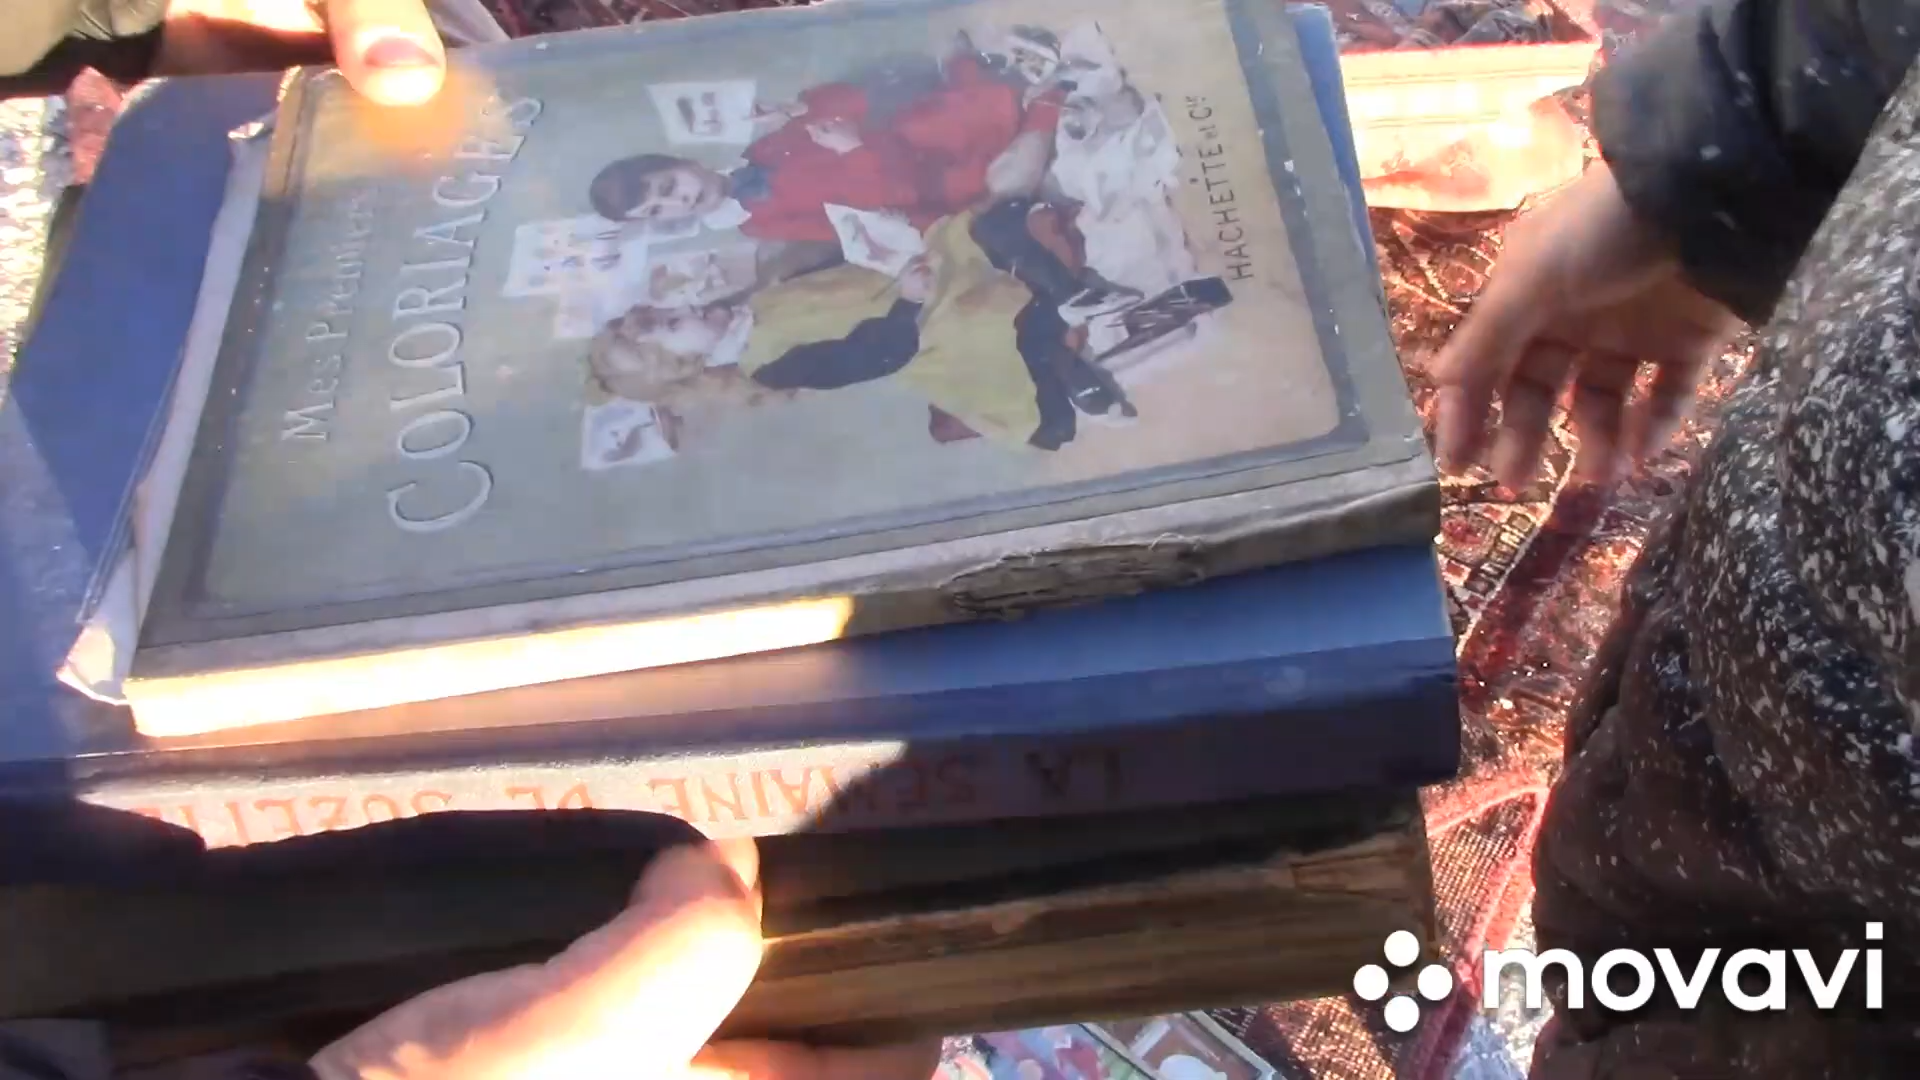 Mes Premiers
COLORIAGES
HACHETTE et Cie
LA SEMAINE DE SUZETTE
movavi